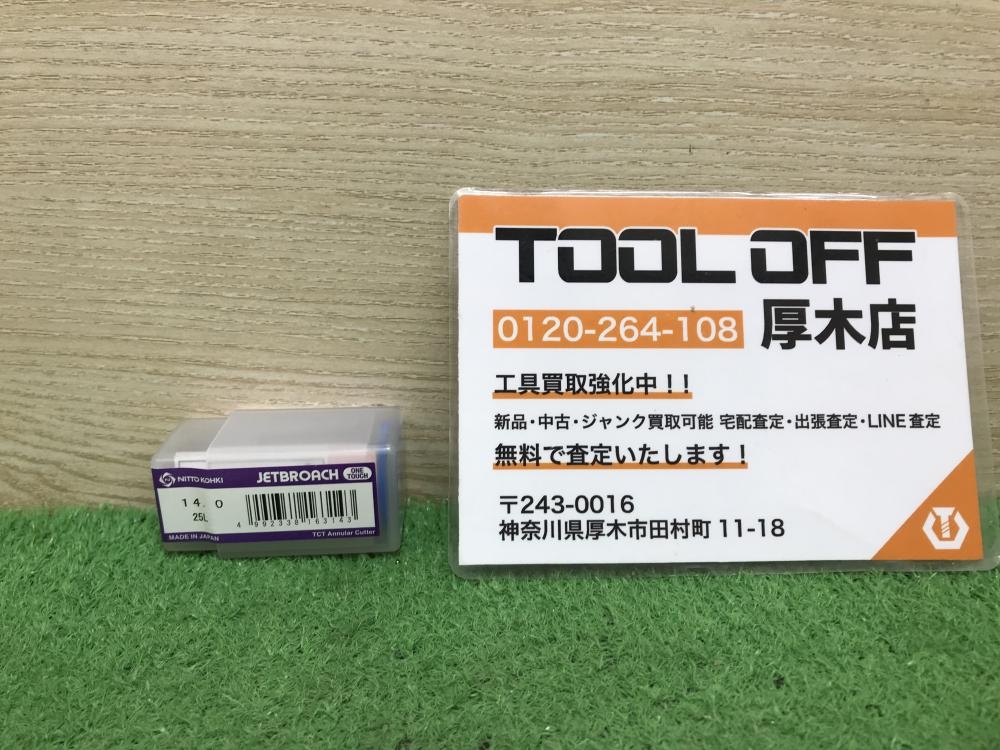 NITTO KOHKI JETBROACH ONE TOUCH
14.0
25L
4 992338 163143
MADE IN JAPAN TCT Annular Cutter
TOOL OFF
0120-264-108 厚木店
工具買取強化中!!
新品・中古・ジャンク買取可能 宅配査定・出張査定・LINE査定
無料で査定いたします!
〒243-0016
神奈川県厚木市田村町 11-18